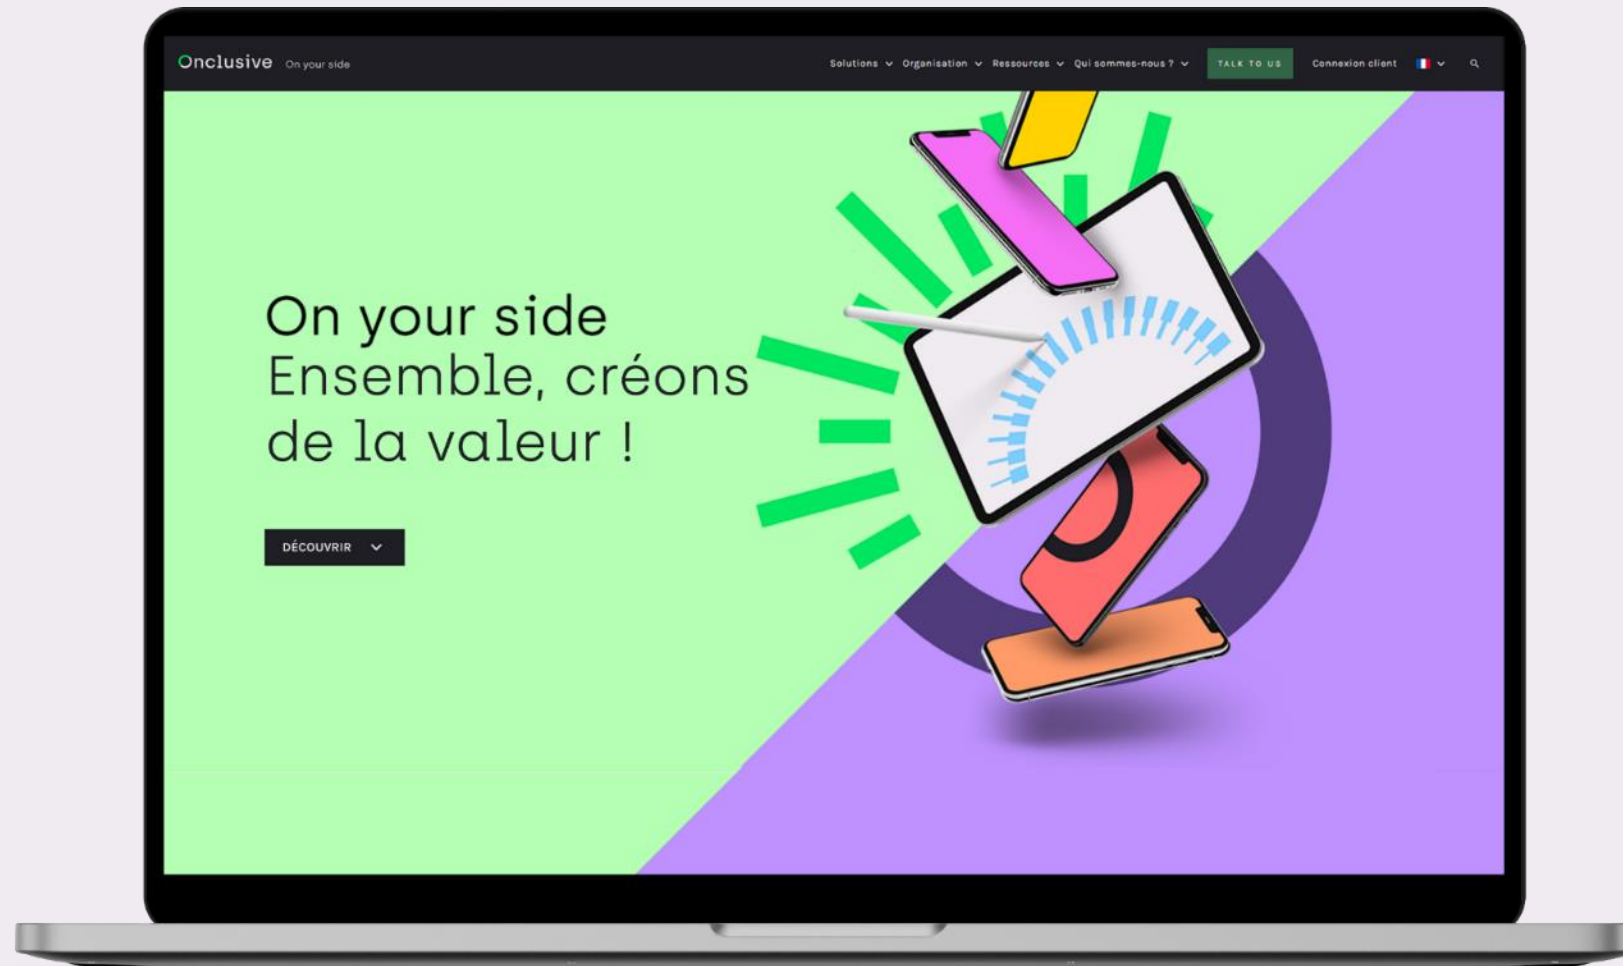 Onclusive On your side
Solutions Organisation Ressources Qui sommes-nous ? TALK TO US Connexion client
On your side
Ensemble, créons
de la valeur !
DÉCOUVRIR